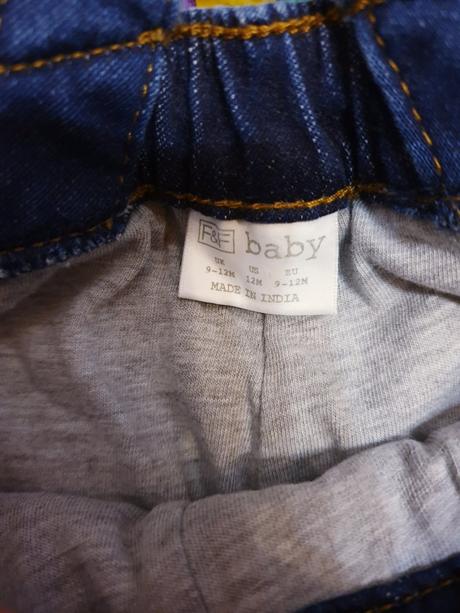 F&F baby
UK US EU
9-12M 12M 9-12M
MADE IN INDIA